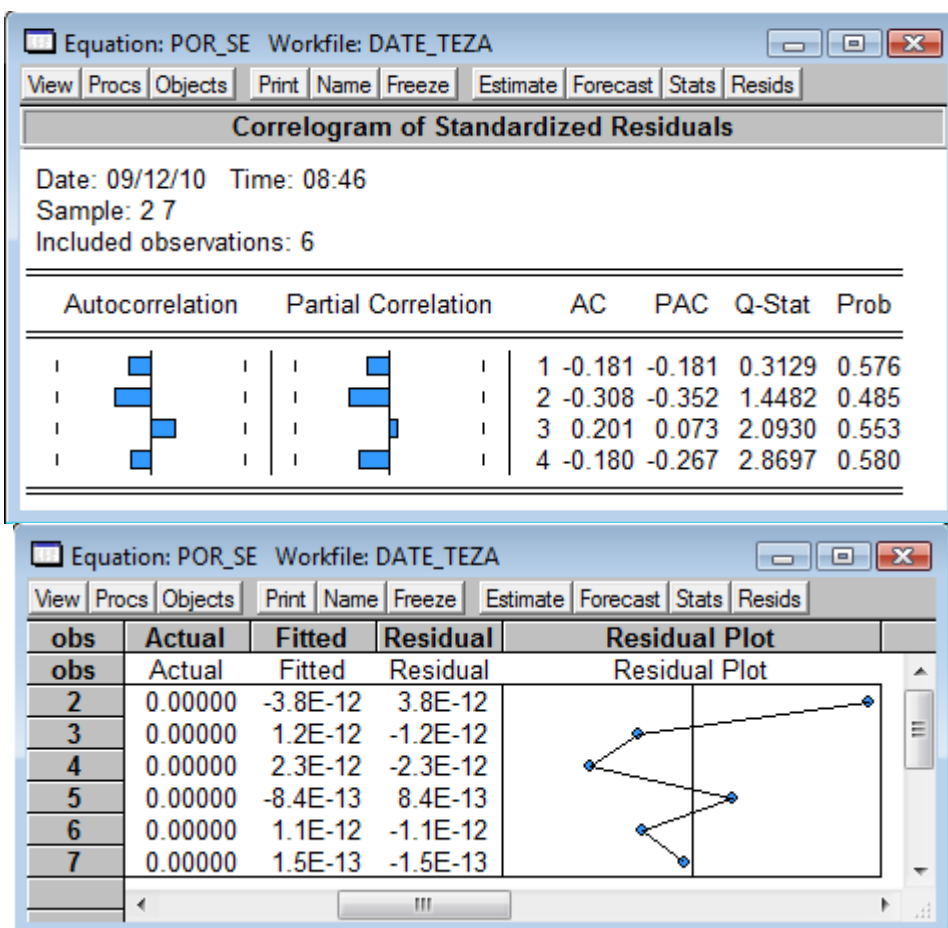 Equation: POR_SE Workfile: DATE_TEZA
View Procs Objects Print Name Freeze Estimate Forecast Stats Resids
Correlogram of Standardized Residuals
Date: 09/12/10 Time: 08:46
Sample: 2 7
Included observations: 6
Autocorrelation Partial Correlation AC PAC Q-Stat Prob
1 -0.181 -0.181 0.3129 0.576
2 -0.308 -0.352 1.4482 0.485
3 0.201 0.073 2.0930 0.553
4 -0.180 -0.267 2.8697 0.580
Equation: POR_SE Workfile: DATE_TEZA
View Procs Objects Print Name Freeze Estimate Forecast Stats Resids
obs Actual Fitted Residual Residual Plot
obs Actual Fitted Residual Residual Plot
2 0.00000 -3.8E-12 3.8E-12
3 0.00000 1.2E-12 -1.2E-12
4 0.00000 2.3E-12 -2.3E-12
5 0.00000 -8.4E-13 8.4E-13
6 0.00000 1.1E-12 -1.1E-12
7 0.00000 1.5E-13 -1.5E-13